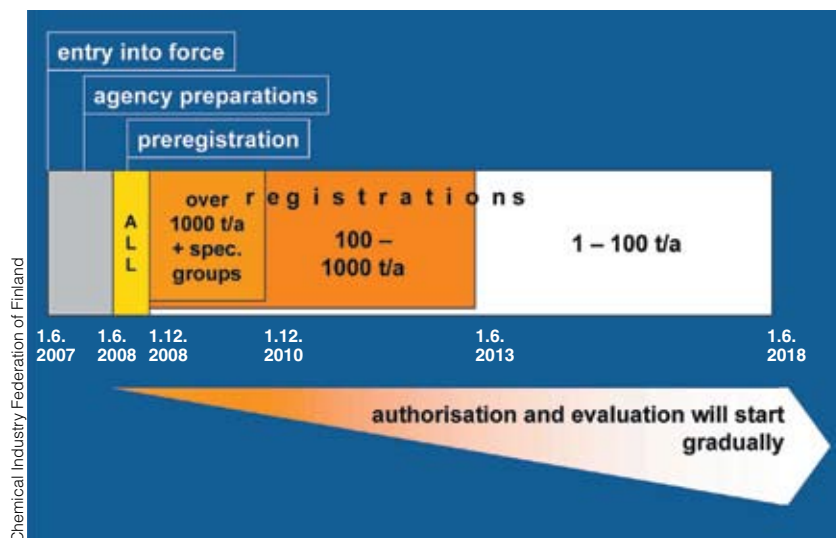 entry into force
agency preparations
preregistration
registrations
A
L
L
over
1000 t/a
+ spec.
groups
100 –
1000 t/a
1 – 100 t/a
1.6.
2007
1.6.
2008
1.12.
2008
1.12.
2010
1.6.
2013
1.6.
2018
authorisation and evaluation will start
gradually
Chemical Industry Federation of Finland